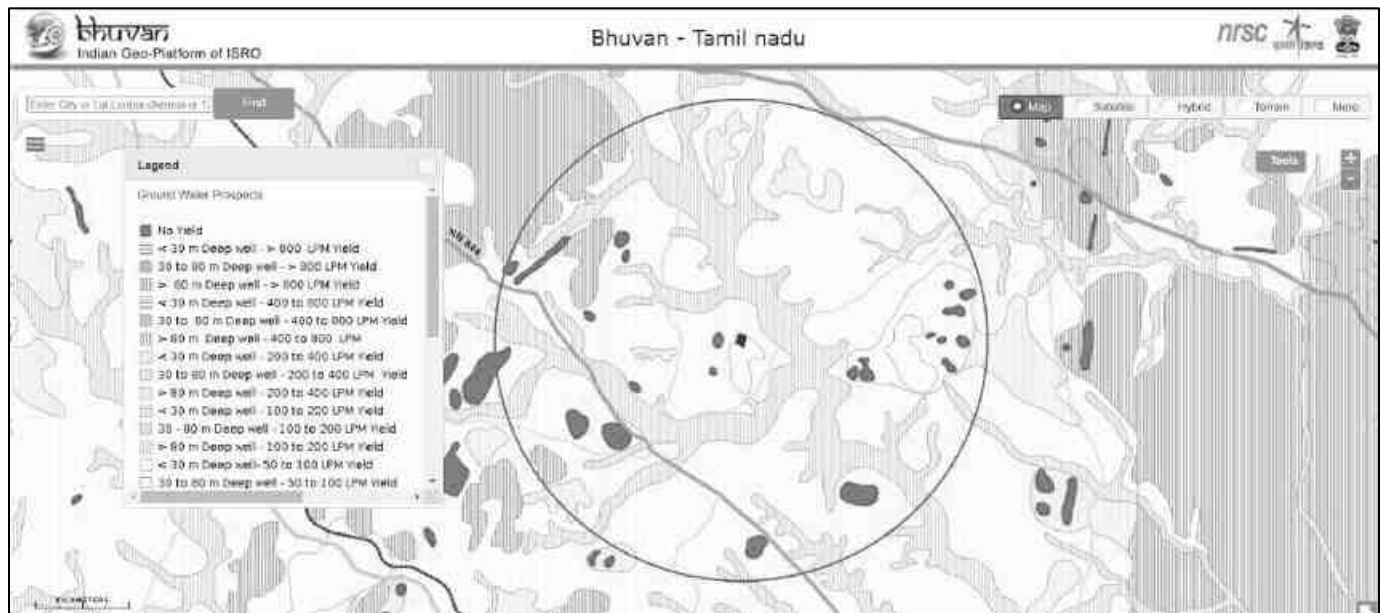 bhuvan
Indian Geo-Platform of ISRO
Bhuvan - Tamil nadu
nrsc
Find
Map
Satellite
Hybrid
Terrain
More
Tools
+
-
Legend
Ground Water Prospects
No Yield
< 30 m Deep well - > 800 LPM Yield
30 to 80 m Deep well - > 800 LPM Yield
> 80 m Deep well - > 800 LPM Yield
< 30 m Deep well - 400 to 800 LPM Yield
30 to 80 m Deep well - 400 to 800 LPM Yield
> 80 m Deep well - 400 to 800 LPM
< 30 m Deep well - 200 to 400 LPM Yield
30 to 80 m Deep well - 200 to 400 LPM Yield
> 80 m Deep well - 200 to 400 LPM Yield
< 30 m Deep well - 100 to 200 LPM Yield
30 - 80 m Deep well - 100 to 200 LPM Yield
> 80 m Deep well - 100 to 200 LPM Yield
< 30 m Deep well- 50 to 100 LPM Yield
30 to 80 m Deep well - 50 to 100 LPM Yield